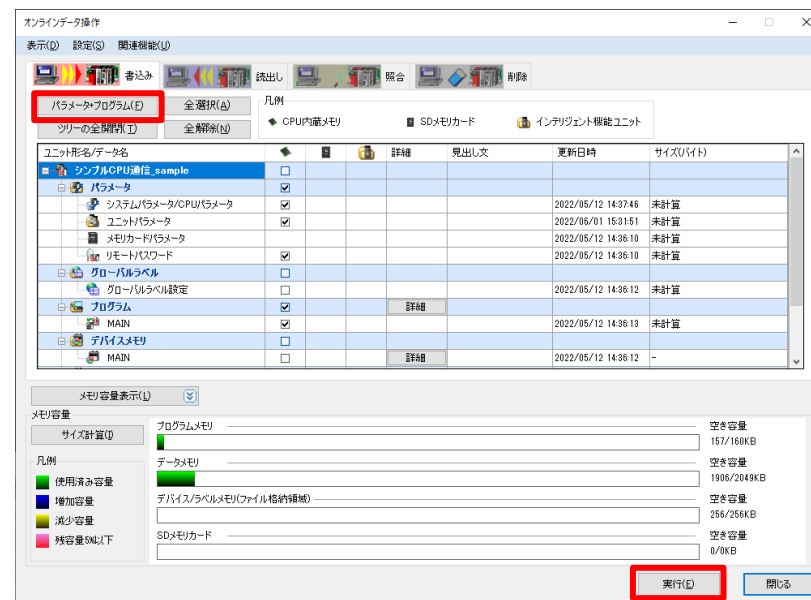 オンラインデータ操作
表示(D) 設定(S) 関連機能(U)
書込み 読出し 照合 削除
パラメータ+プログラム(F) 全選択(A) 凡例
ツリーの全開閉(T) 全解除(N) CPU内蔵メモリ SDメモリカード インテリジェント機能ユニット
ユニット形名/データ名 詳細 見出し文 更新日時 サイズ(バイト)
シンプルCPU通信_sample
パラメータ
システムパラメータ/CPUパラメータ 2022/05/12 14:37:46 未計算
ユニットパラメータ 2022/06/01 15:31:51 未計算
メモリカードパラメータ 2022/05/12 14:36:10 未計算
リモートパスワード 2022/05/12 14:36:10 未計算
グローバルラベル
グローバルラベル設定 2022/05/12 14:36:12 未計算
プログラム 詳細
MAIN 2022/05/12 14:36:13 未計算
デバイスメモリ
MAIN 詳細 2022/05/12 14:36:12 -
メモリ容量表示(L)
メモリ容量
サイズ計算(I)
プログラムメモリ 空き容量
157/160KB
凡例
データメモリ 空き容量
使用済み容量 1906/2049KB
増加容量
デバイス/ラベルメモリ(ファイル格納領域) 空き容量
減少容量 256/256KB
残容量5%以下
SDメモリカード 空き容量
0/0KB
実行(E) 閉じる